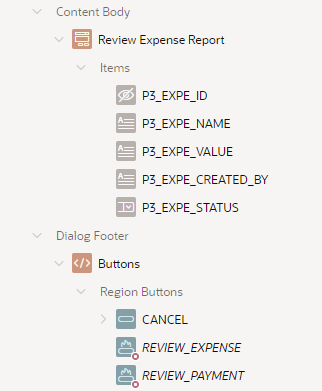 Content Body
Review Expense Report
Items
P3_EXPE_ID
P3_EXPE_NAME
P3_EXPE_VALUE
P3_EXPE_CREATED_BY
P3_EXPE_STATUS
Dialog Footer
Buttons
Region Buttons
CANCEL
REVIEW_EXPENSE
REVIEW_PAYMENT